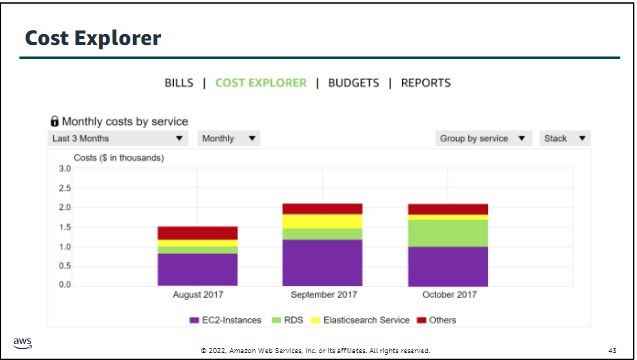 Cost Explorer
BILLS | COST EXPLORER | BUDGETS | REPORTS
Monthly costs by service
Last 3 Months ▼ Monthly ▼ Group by service ▼ Stack ▼
Costs ($ in thousands)
3.0
2.5
2.0
1.5
1.0
0.5
0.0
August 2017 September 2017 October 2017
EC2-Instances RDS Elasticsearch Service Others
aws
© 2022, Amazon Web Services, Inc. or its affiliates. All rights reserved. 43